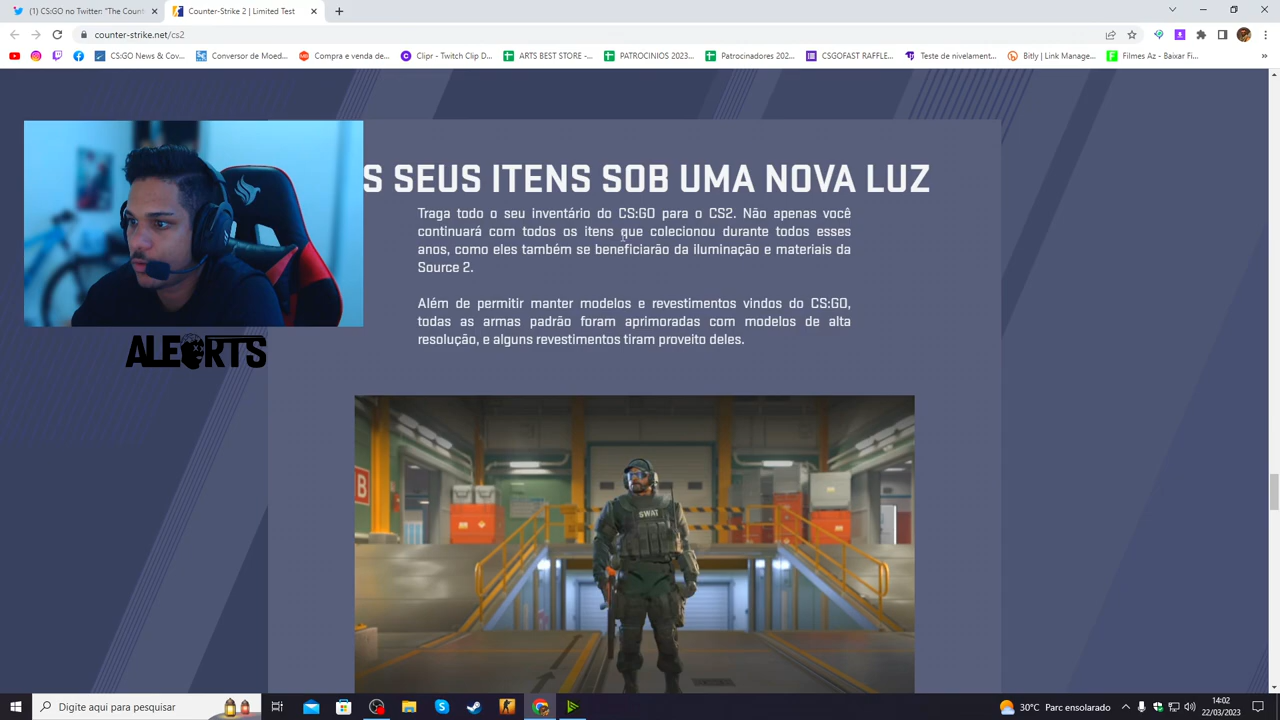 (1) CS:GO no Twitter: "The Count
Counter-Strike 2 | Limited Test
counter-strike.net/cs2
CS:GO News & Cov...
Conversor de Moed...
Compra e venda de...
Clipr - Twitch Clip D...
ARTS BEST STORE -...
PATROCINIOS 2023...
Patrocinadores 202...
CSGOFAST RAFFLE...
Teste de nivelament...
Bitly | Link Manage...
Filmes Az - Baixar Fi...
»
S SEUS ITENS SOB UMA NOVA LUZ
Traga todo o seu inventário do CS:GO para o CS2. Não apenas você
continuará com todos os itens que colecionou durante todos esses
anos, como eles também se beneficiarão da iluminação e materiais da
Source 2.
Além de permitir manter modelos e revestimentos vindos do CS:GO,
todas as armas padrão foram aprimoradas com modelos de alta
resolução, e alguns revestimentos tiram proveito deles.
ALE RTS
B
SWAT
Digite aqui para pesquisar
30°C Parc ensolarado
14:02
22/03/2023